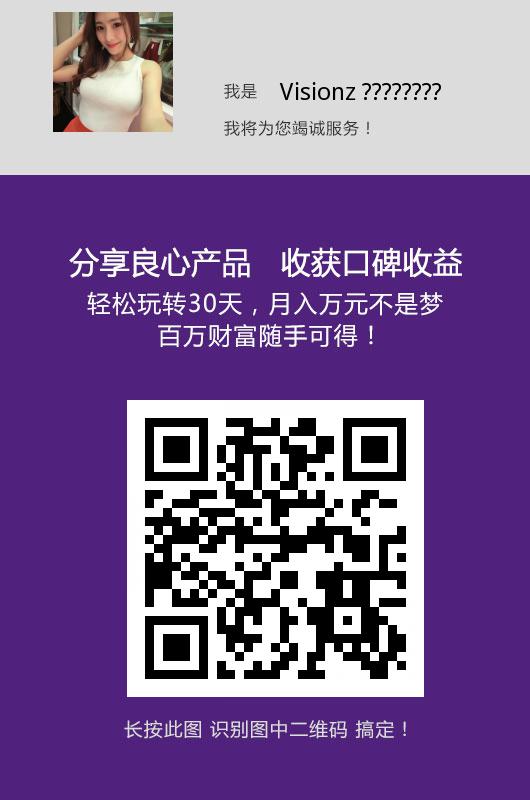 我是 Visionz ????????
我将为您竭诚服务！
分享良心产品 收获口碑收益
轻松玩转30天，月入万元不是梦
百万财富随手可得！
长按此图 识别图中二维码 搞定！